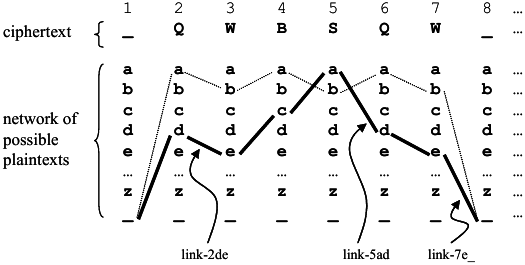 1 2 3 4 5 6 7 8 ...
ciphertext _ Q W B S Q W _ ...
a a a a a a a a ...
b b b b b b b b ...
c c c c c c c c ...
network of possible plaintexts
d d d d d d d d ...
e e e e e e e e ...
... ... ... ... ... ... ... ... ...
z z z z z z z z ...
_ _ _ _ _ _ _ _ ...
link-2de link-5ad link-7e_